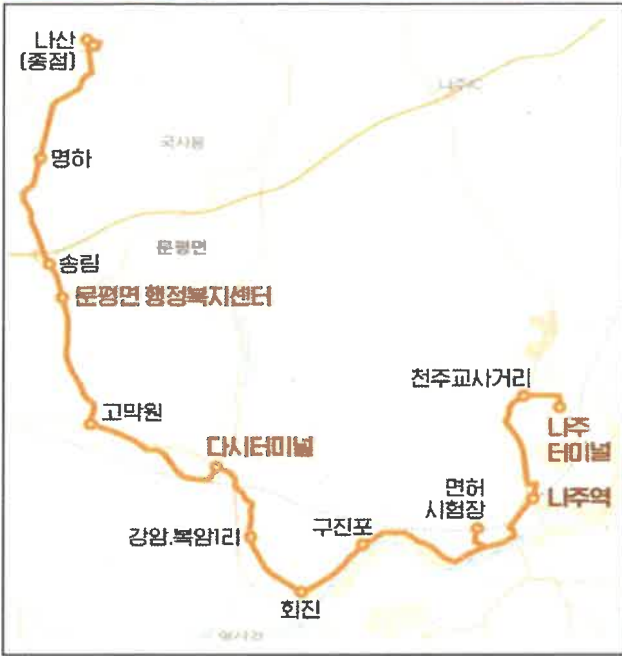 나산
(종점)
나주IC
국사봉
명하
문평면
송림
문평면 행정복지센터
천주교사거리
고막원
다시터미널
나주
터미널
면허
시험장
나주역
강암.복암1리
구진포
회진
영산강